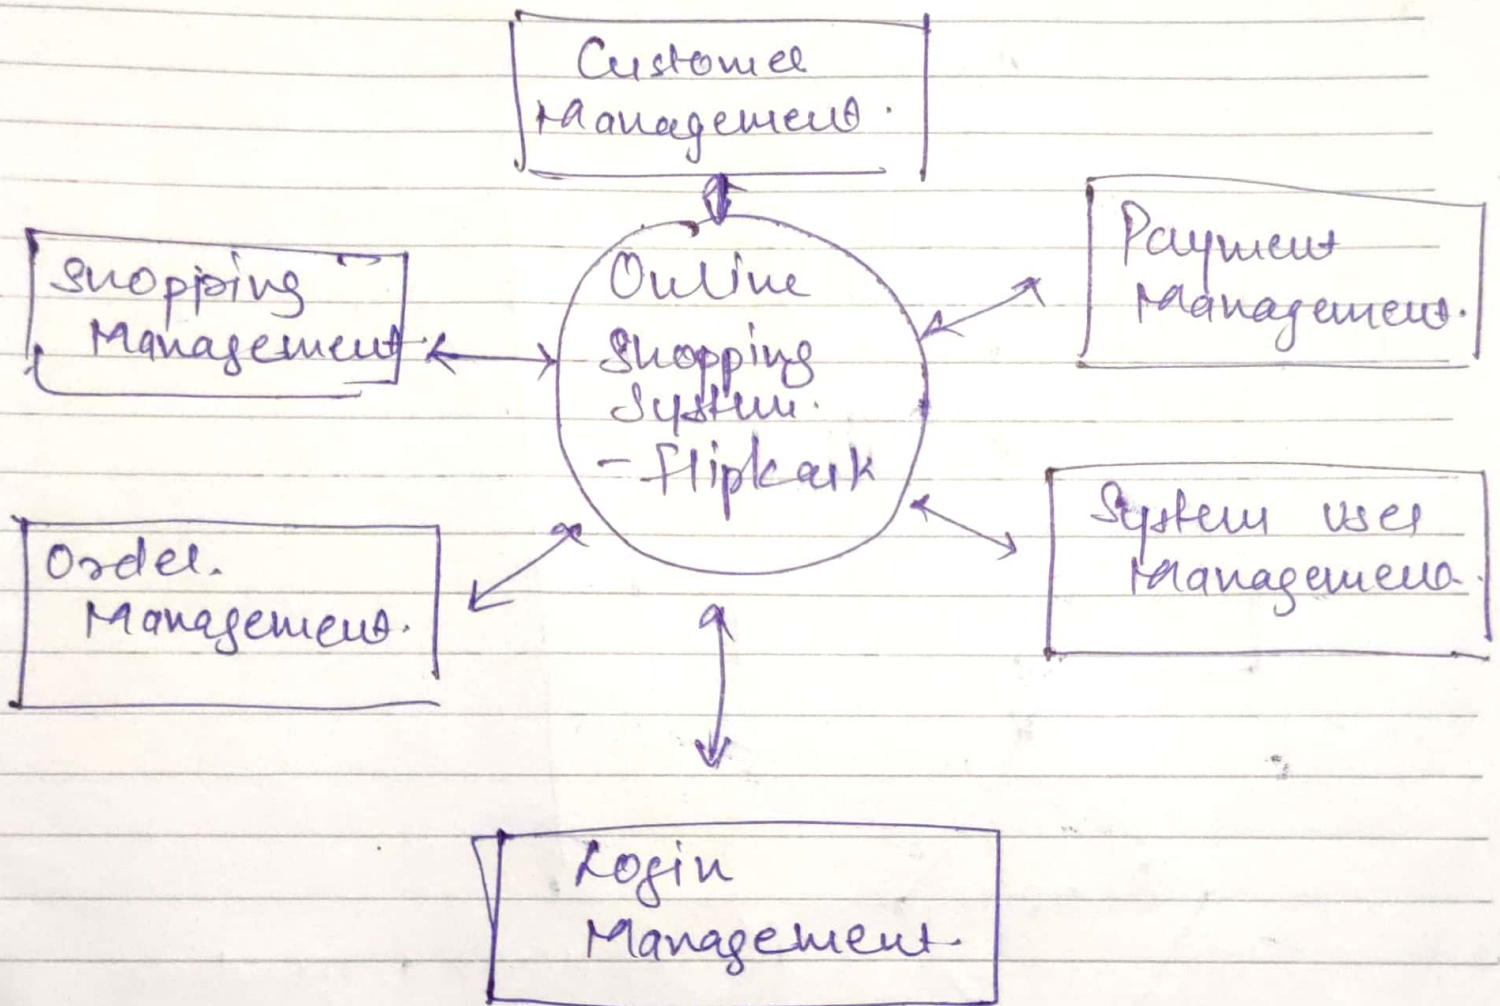 Customer
Management.
Shopping
Management.
Online
Shopping
System.
- flipkart
Payment
Management.
Order.
Management.
System user
Management.
Login
Management.